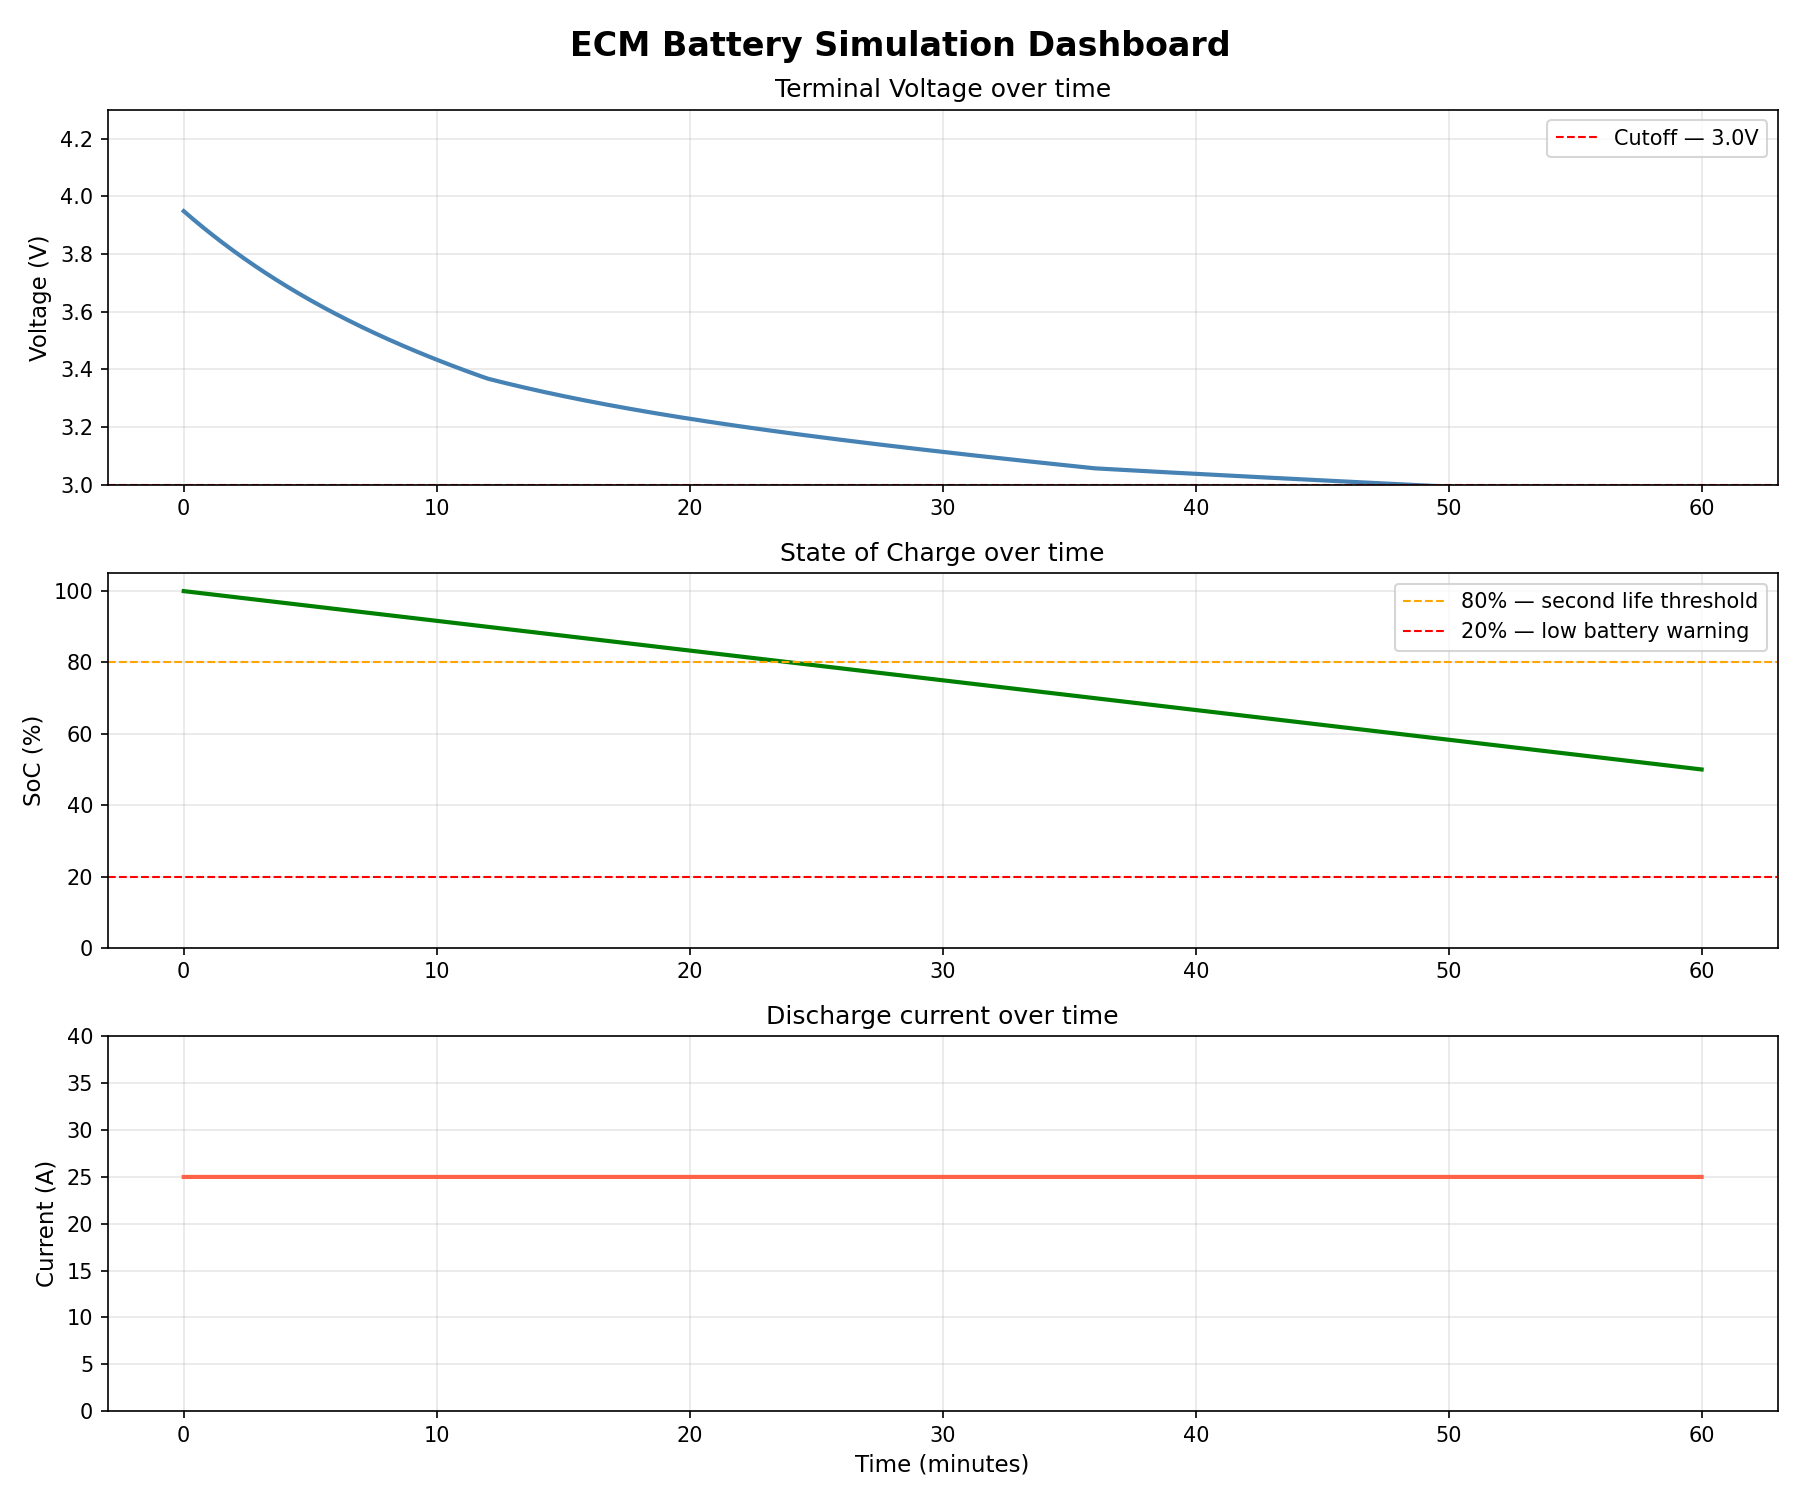 ECM Battery Simulation Dashboard
Terminal Voltage over time
Voltage (V)
4.2
4.0
3.8
3.6
3.4
3.2
3.0
Cutoff — 3.0V
0 10 20 30 40 50 60
State of Charge over time
SoC (%)
100
80
60
40
20
0
80% — second life threshold
20% — low battery warning
0 10 20 30 40 50 60
Discharge current over time
Current (A)
40
35
30
25
20
15
10
5
0
0 10 20 30 40 50 60
Time (minutes)